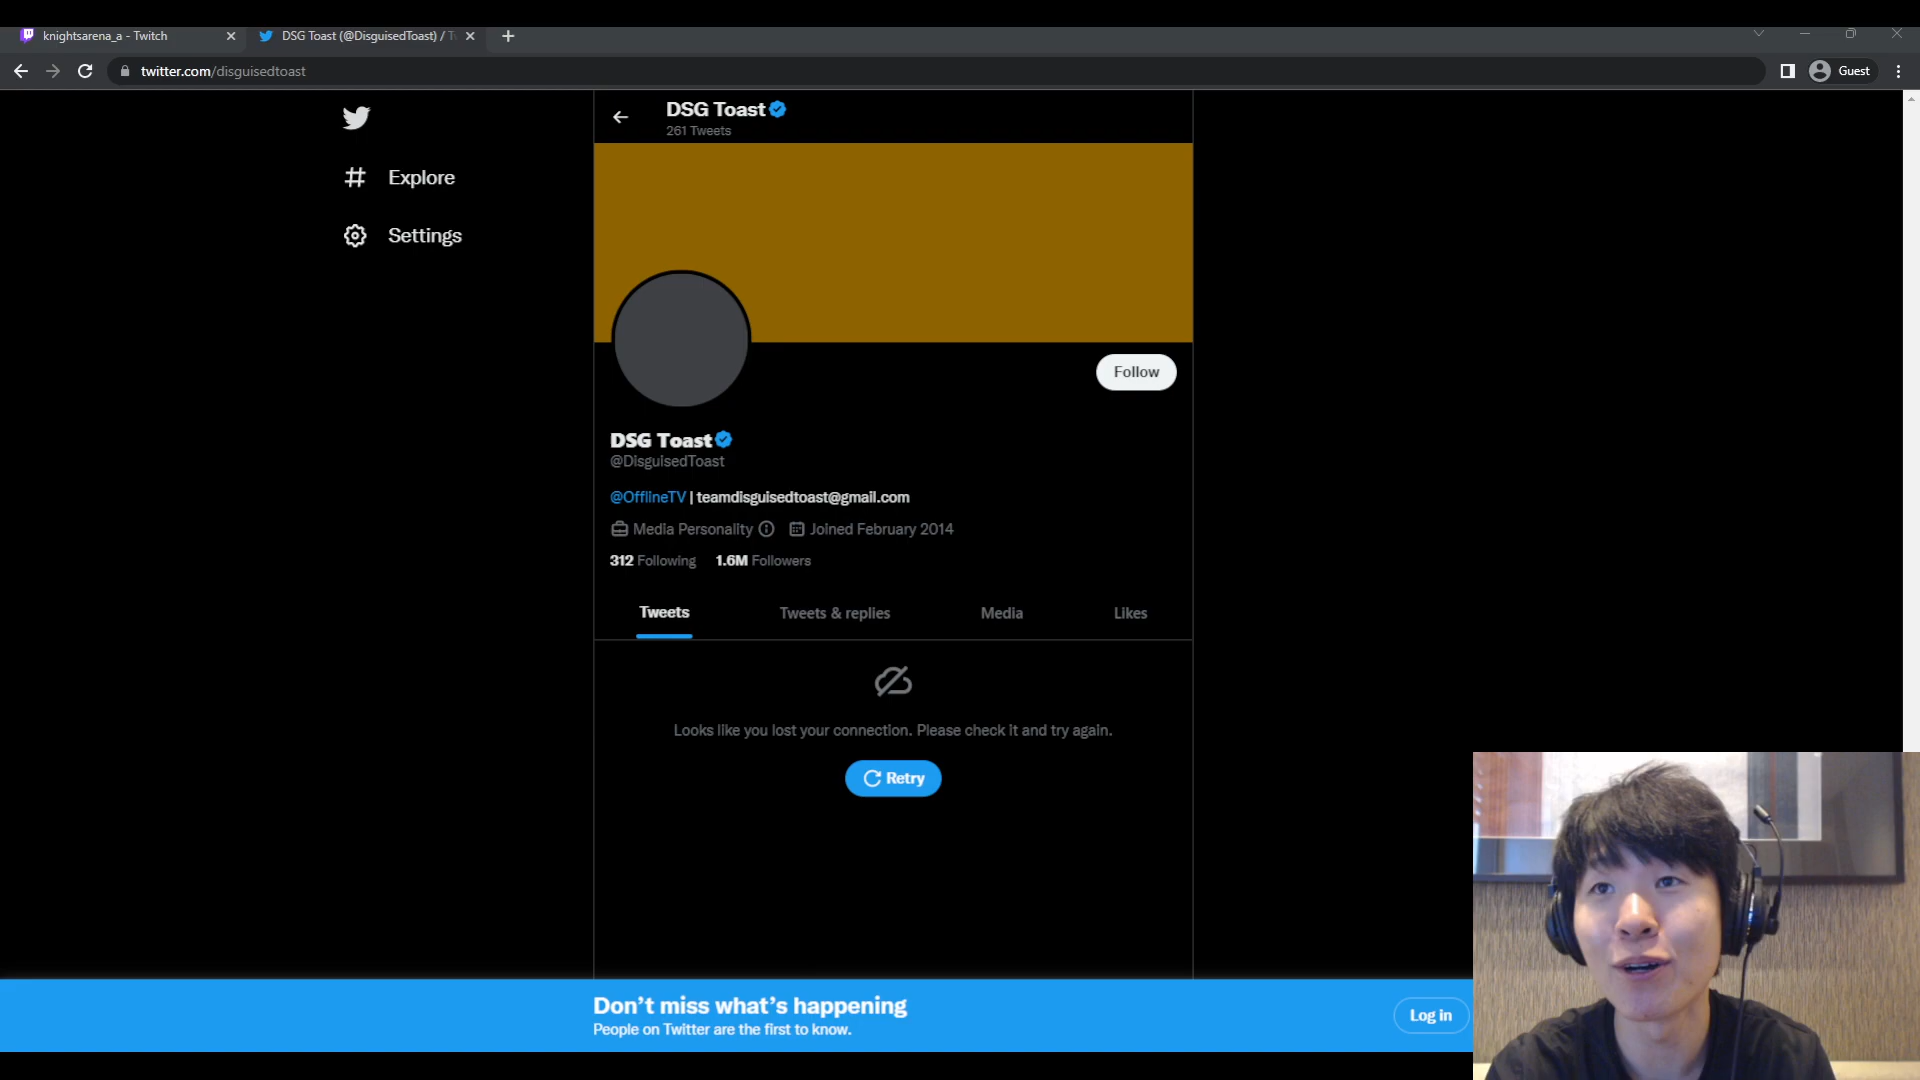 knightsarena_a - Twitch
DSG Toast (@DisguisedToast) / Tw
twitter.com/disguisedtoast
Guest
DSG Toast
261 Tweets
Explore
Settings
Follow
DSG Toast
@DisguisedToast
@OfflineTV | teamdisguisedtoast@gmail.com
Media Personality Joined February 2014
312 Following 1.6M Followers
Tweets Tweets & replies Media Likes
Looks like you lost your connection. Please check it and try again.
Retry
Don’t miss what’s happening
People on Twitter are the first to know.
Log in